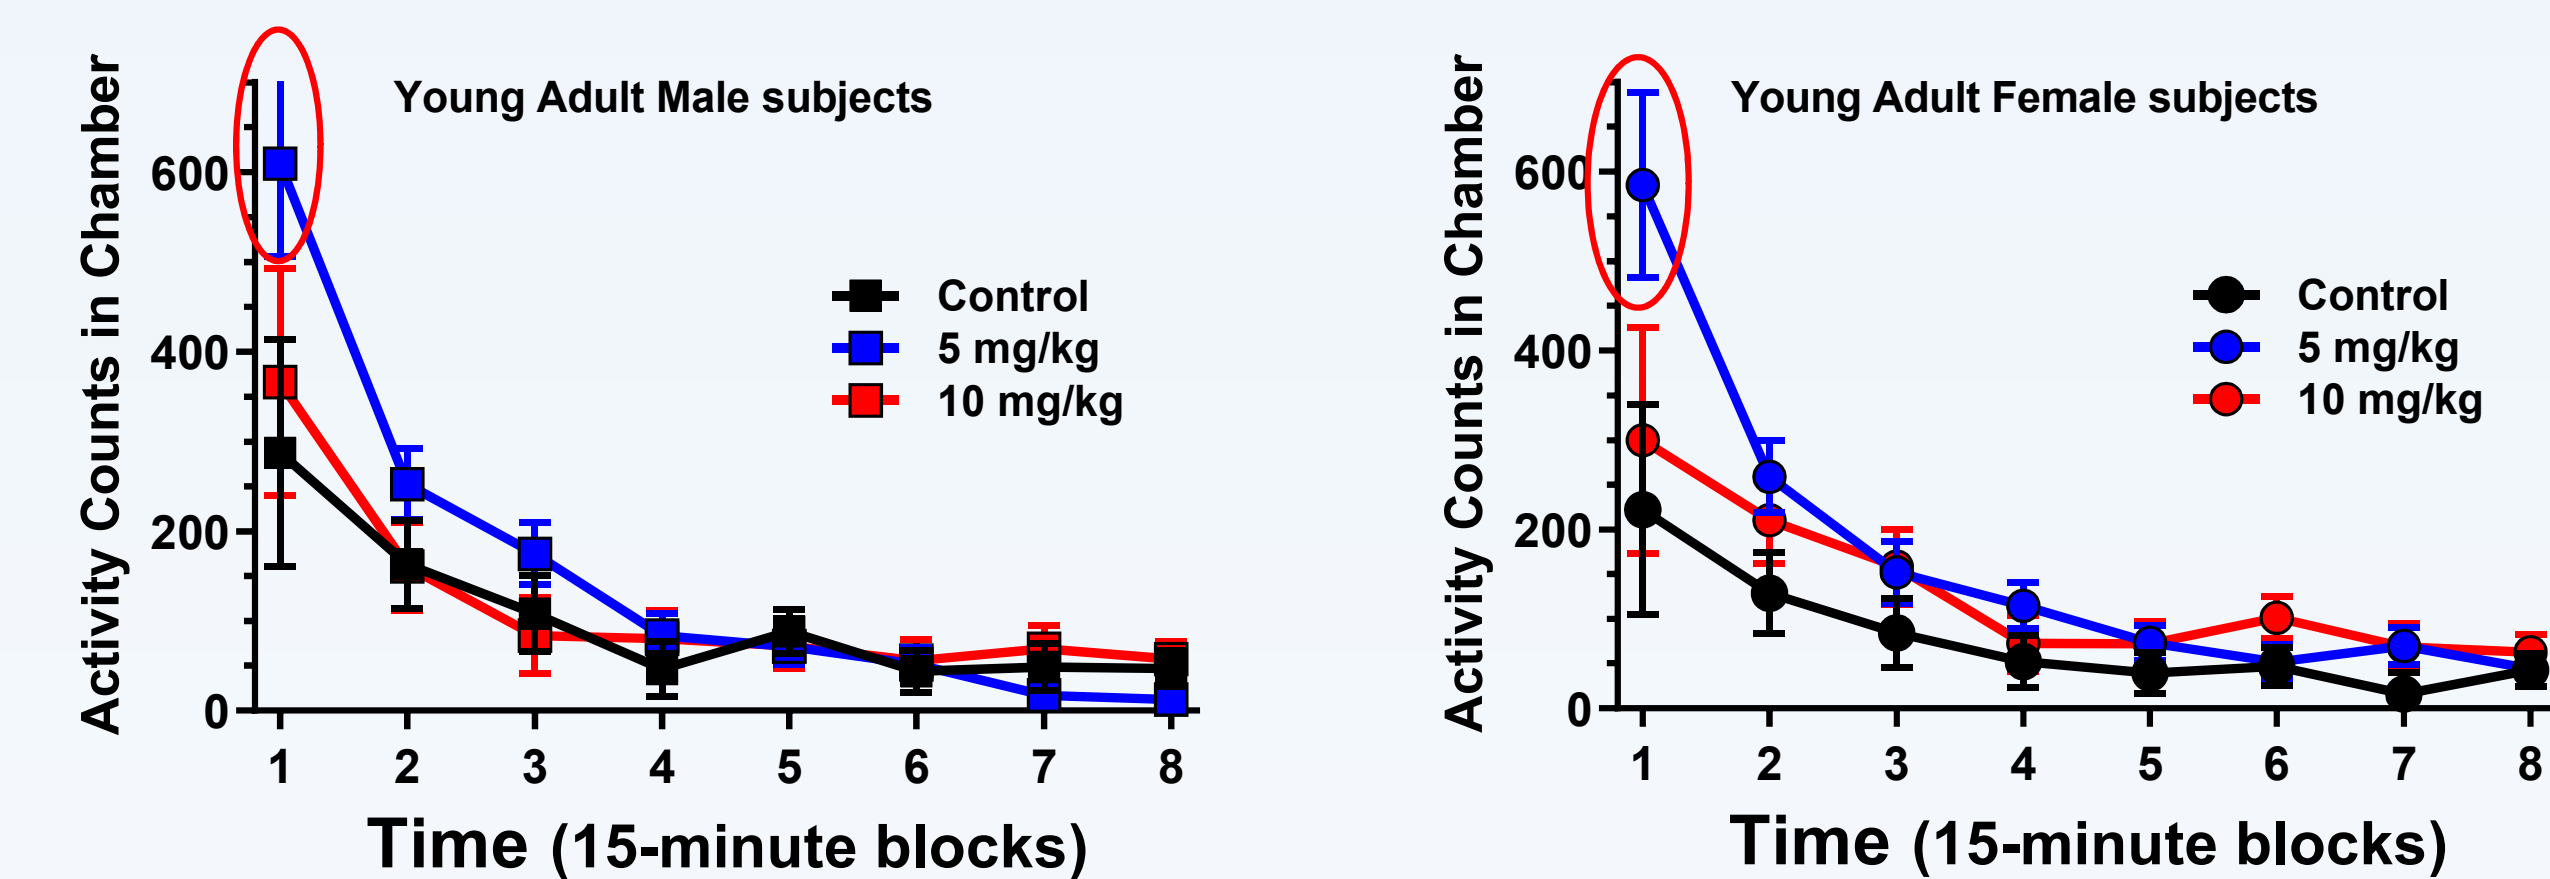 Young Adult Male subjects
Activity Counts in Chamber
600
400
200
0
Control
5 mg/kg
10 mg/kg
1 2 3 4 5 6 7 8
Time (15-minute blocks)
Young Adult Female subjects
Activity Counts in Chamber
600
400
200
0
Control
5 mg/kg
10 mg/kg
1 2 3 4 5 6 7 8
Time (15-minute blocks)